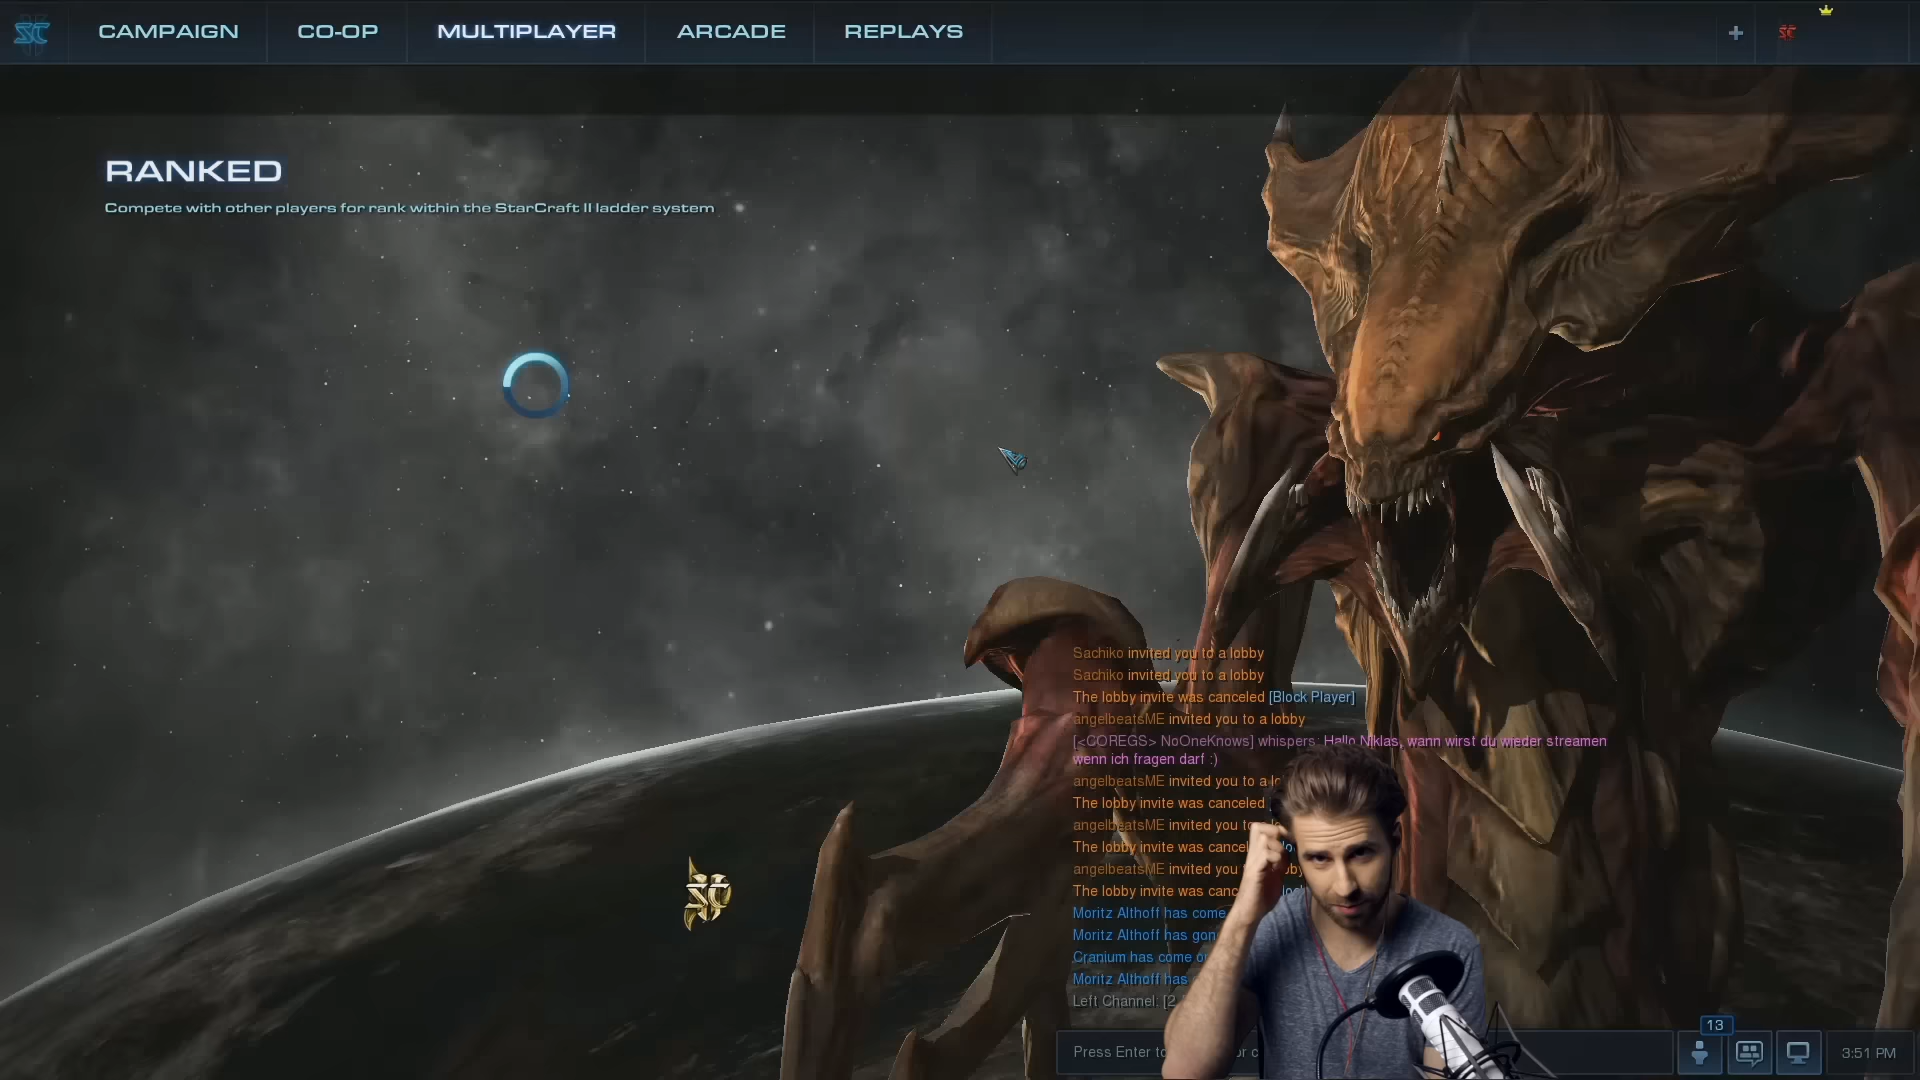 CAMPAIGN CO-OP MULTIPLAYER ARCADE REPLAYS
RANKED
Compete with other players for rank within the StarCraft II ladder system
Sachiko invited you to a lobby
Sachiko invited you to a lobby
The lobby invite was canceled [Block Player]
angelbeatsME invited you to a lobby
[<COREGS> NoOneKnows] whispers: Hallo Niklas, wann wirst du wieder streamen
wenn ich fragen darf :)
angelbeatsME invited you to a
The lobby invite was canceled
angelbeatsME invited you to
The lobby invite was
angelbeatsME invited you
The lobby invite was
Moritz Althoff has come
Moritz Althoff has
Cranium has come
Moritz Althoff has
Left Channel: [2
Press Enter to
13
3:51 PM